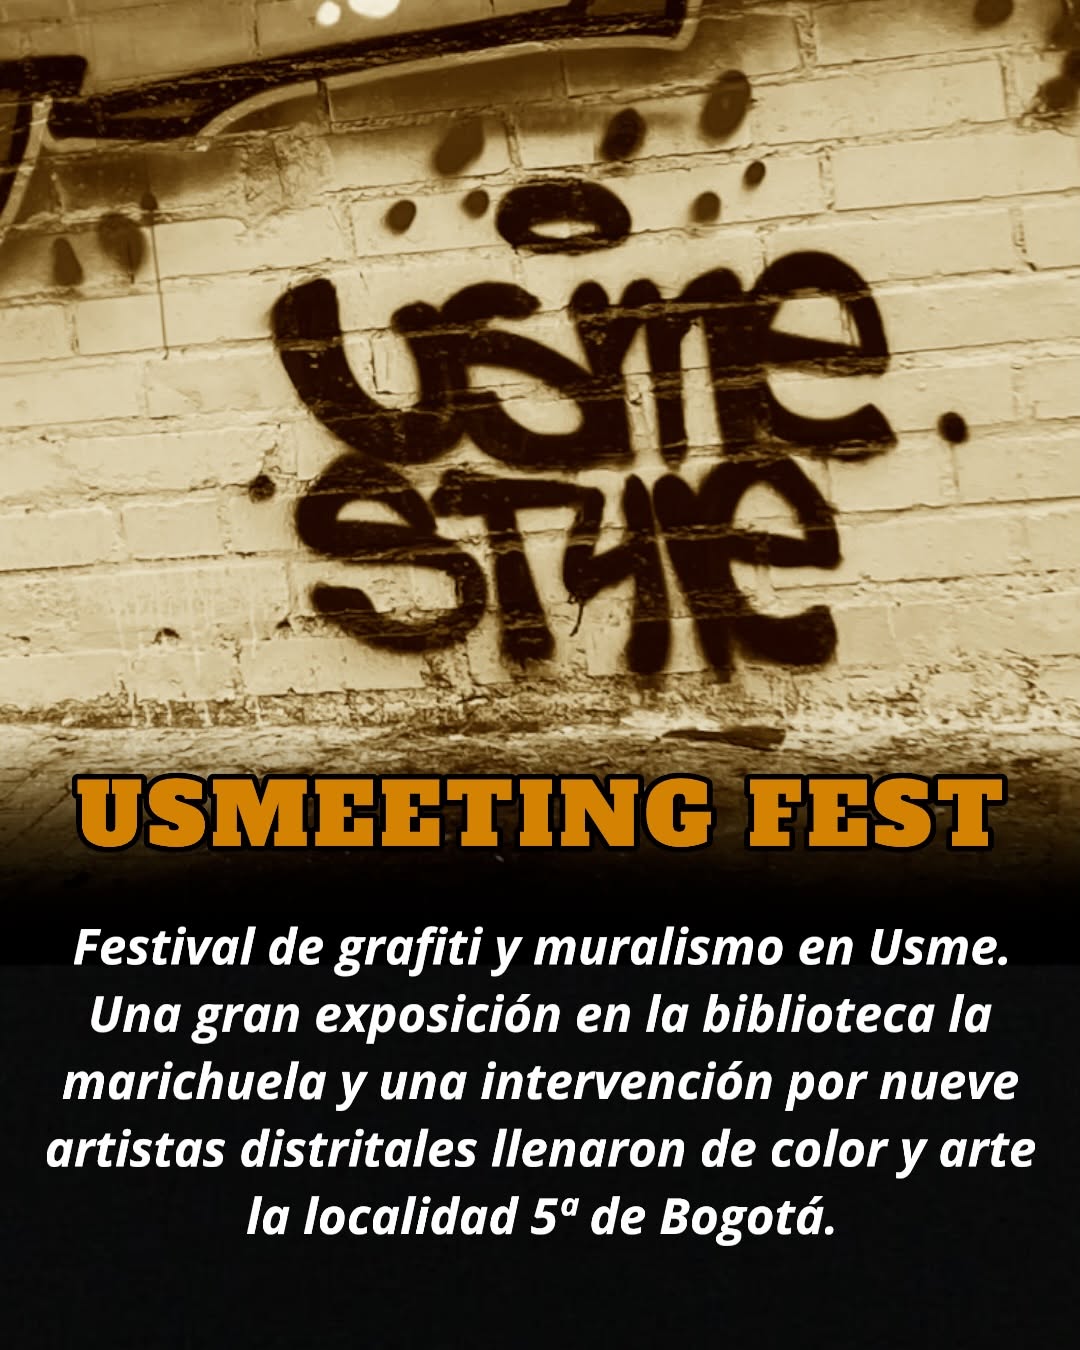 usme
style
USMEETING FEST
Festival de grafiti y muralismo en Usme.
Una gran exposición en la biblioteca la
marichuela y una intervención por nueve
artistas distritales llenaron de color y arte
la localidad 5ª de Bogotá.